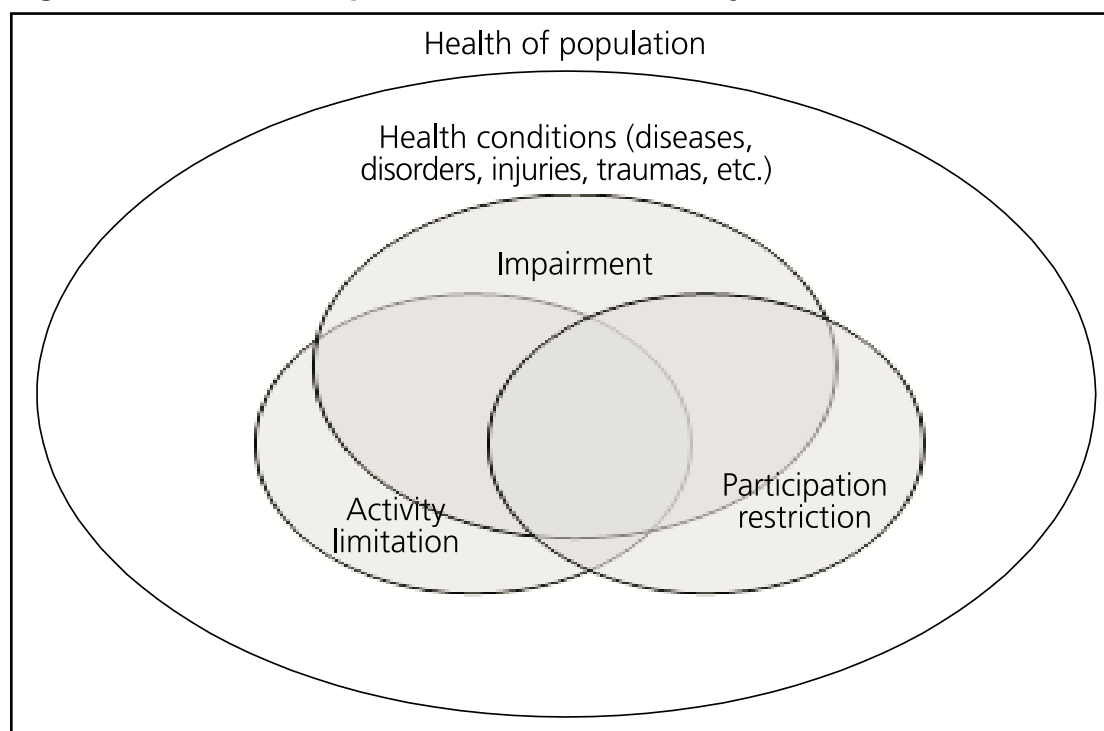 Health of population
Health conditions (diseases,
disorders, injuries, traumas, etc.)
Impairment
Activity
limitation
Participation
restriction